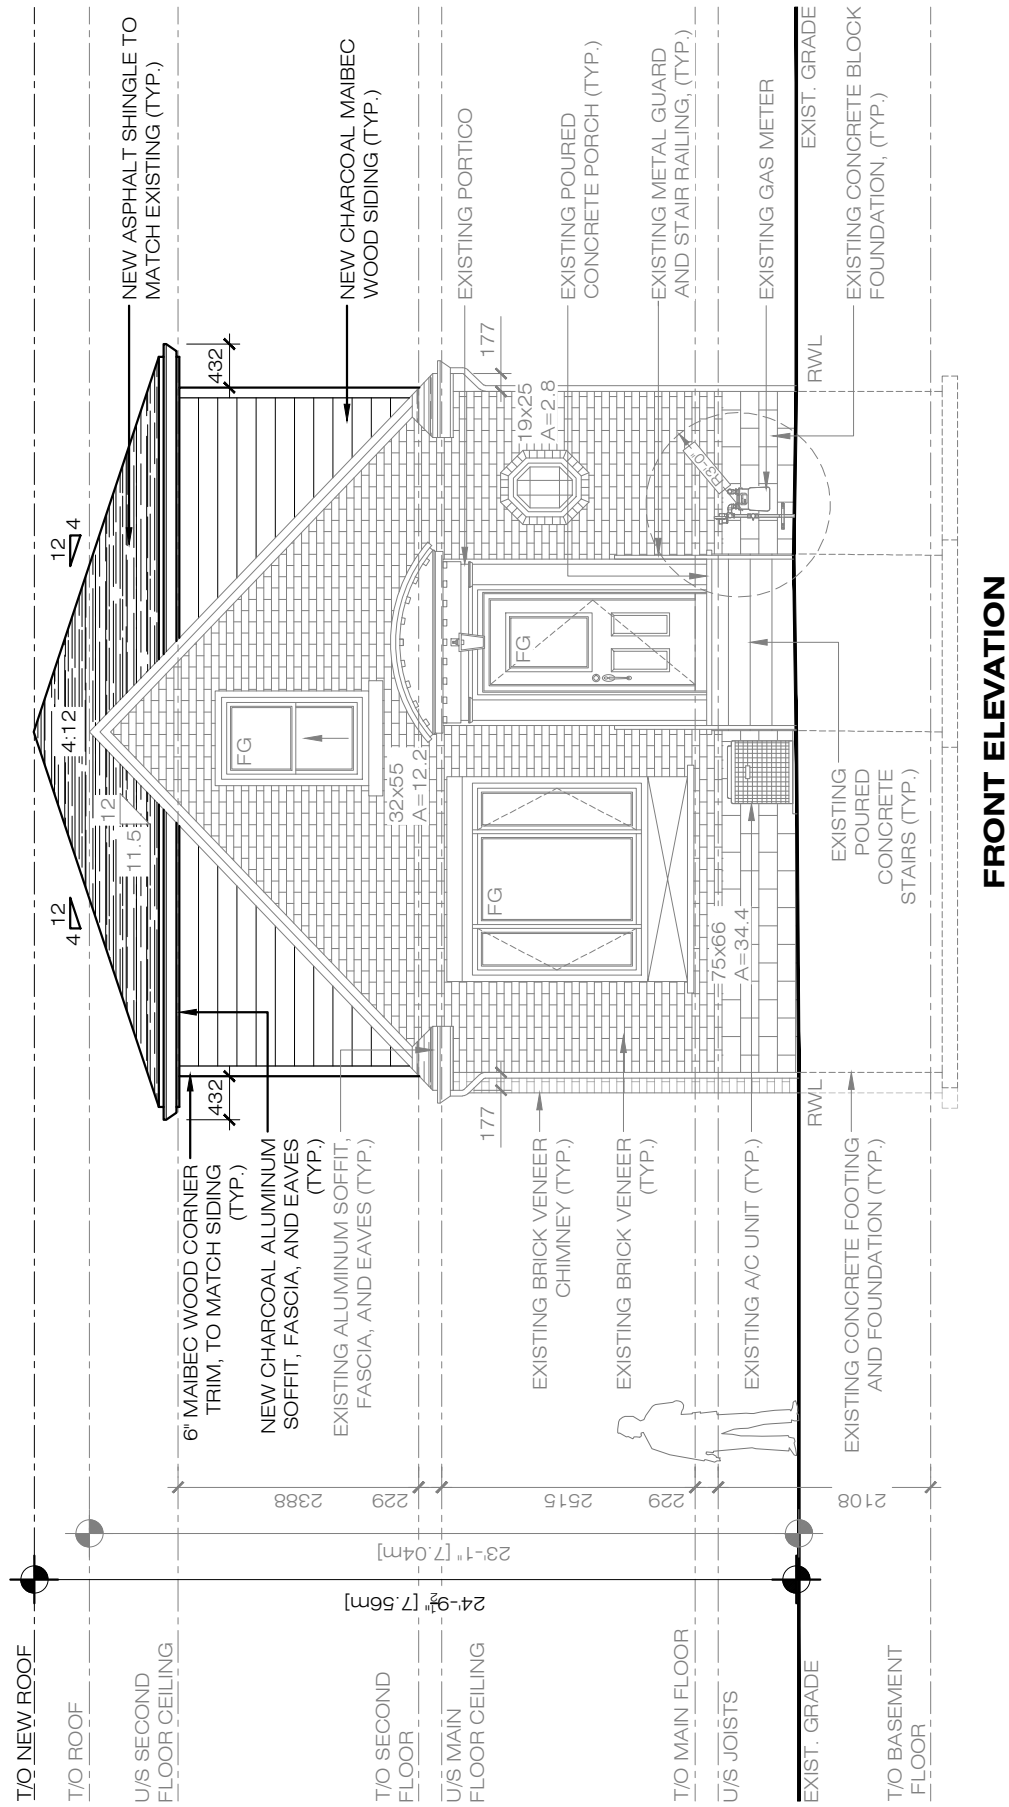 T/O NEW ROOF
T/O ROOF
U/S SECOND
FLOOR CEILING
T/O SECOND
FLOOR
U/S MAIN
FLOOR CEILING
T/O MAIN FLOOR
U/S JOISTS
EXIST. GRADE
T/O BASEMENT
FLOOR
24'-9½" [7.56m]
23'-1" [7.04m]
2388
229
2515
229
2108
6" MAIBEC WOOD CORNER
TRIM, TO MATCH SIDING
(TYP.)
NEW CHARCOAL ALUMINUM
SOFFIT, FASCIA, AND EAVES
(TYP.)
EXISTING ALUMINUM SOFFIT,
FASCIA, AND EAVES (TYP.)
EXISTING BRICK VENEER
CHIMNEY (TYP.)
EXISTING BRICK VENEER
(TYP.)
EXISTING A/C UNIT (TYP.)
EXISTING CONCRETE FOOTING
AND FOUNDATION (TYP.)
432
177
RWL
12
4
12
11.5
4:12
12
4
FG
32x55
A=12.2
FG
75x66
A=34.4
FG
19x25
A=2.8
R3'-0"
EXISTING
POURED
CONCRETE
STAIRS (TYP.)
432
177
RWL
NEW ASPHALT SHINGLE TO
MATCH EXISTING (TYP.)
NEW CHARCOAL MAIBEC
WOOD SIDING (TYP.)
EXISTING PORTICO
EXISTING POURED
CONCRETE PORCH (TYP.)
EXISTING METAL GUARD
AND STAIR RAILING, (TYP.)
EXISTING GAS METER
EXIST. GRADE
EXISTING CONCRETE BLOCK
FOUNDATION, (TYP.)
FRONT ELEVATION